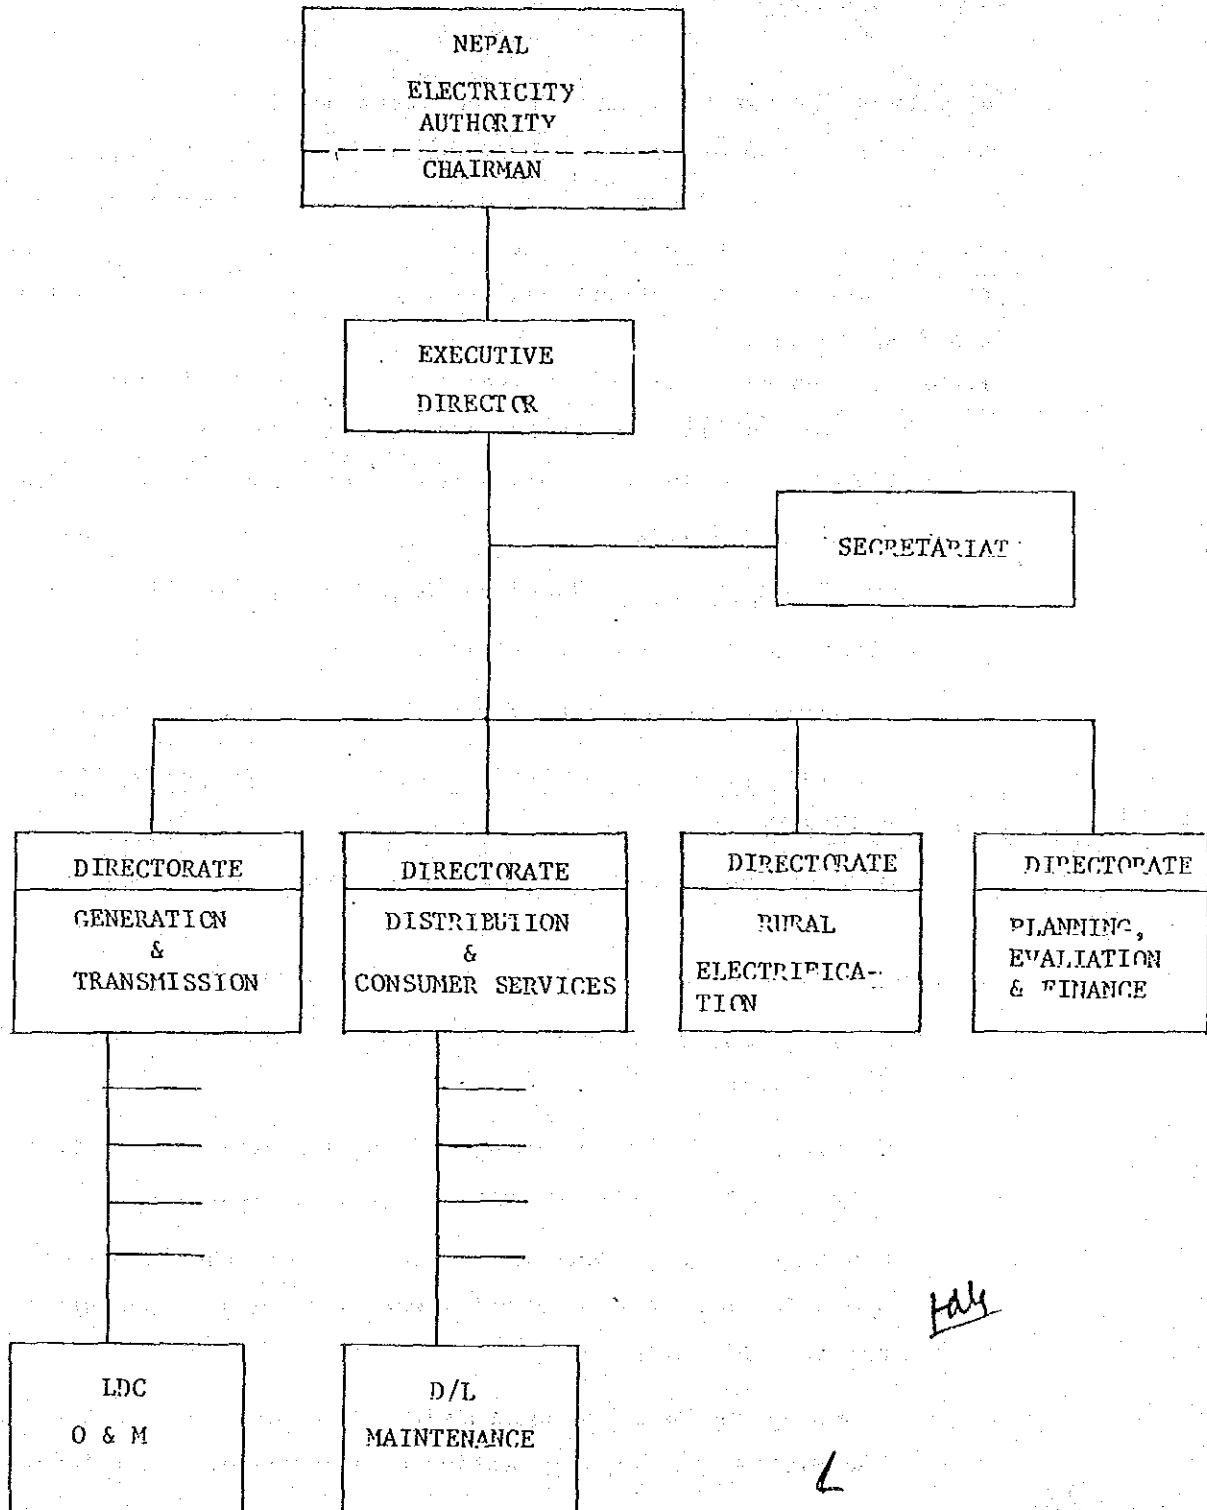 NEPAL
ELECTRICITY
AUTHORITY
CHAIRMAN
EXECUTIVE
DIRECTOR
SECRETARIAT
DIRECTORATE
GENERATION
&
TRANSMISSION
DIRECTORATE
DISTRIBUTION
&
CONSUMER SERVICES
DIRECTORATE
RURAL
ELECTRIFICA-
TION
DIRECTORATE
PLANNING,
EVALIATION
& FINANCE
LDC
O & M
D/L
MAINTENANCE